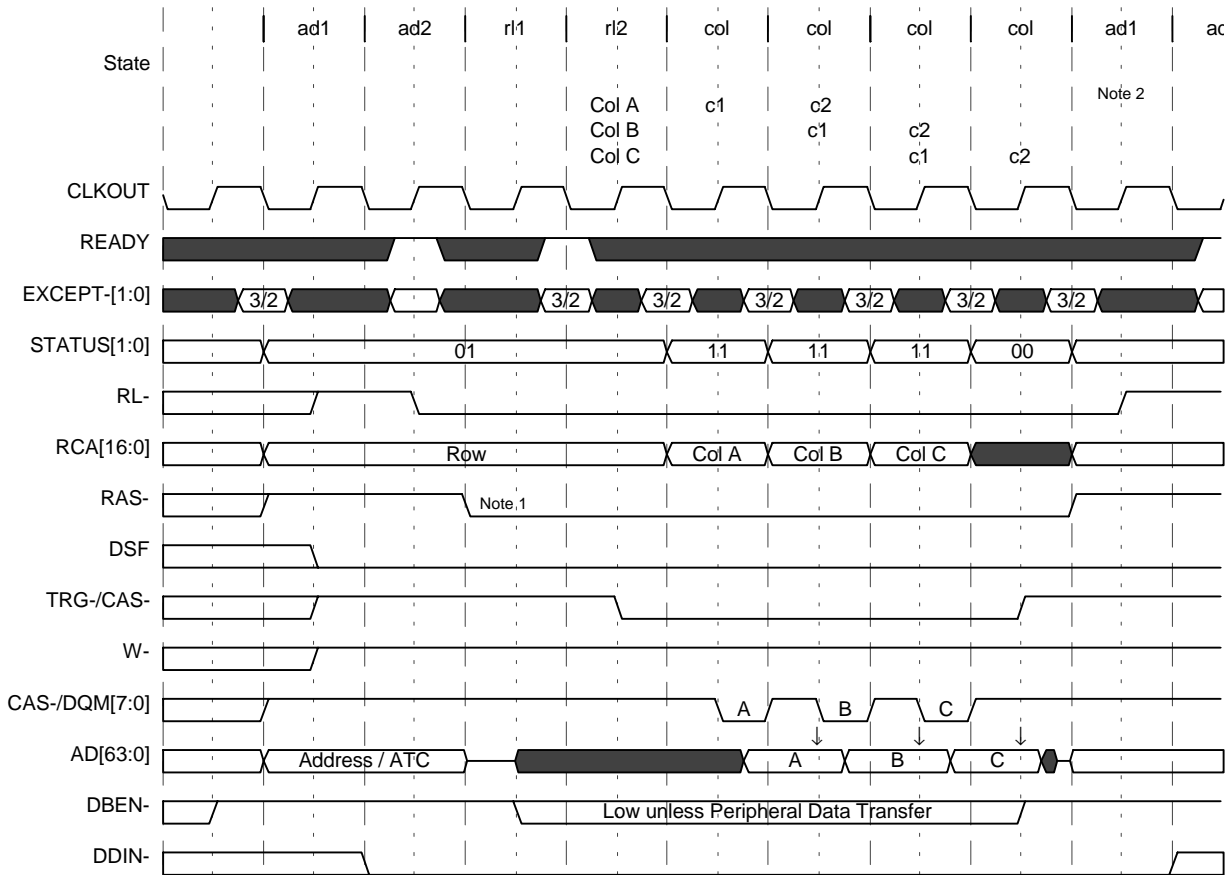 ad1 ad2 rl1 rl2 col col col col ad1 ad
State
Note 2
Col A c1 c2
Col B c1 c2
Col C c1 c2
CLKOUT
READY
EXCEPT-[1:0] 3/2 3/2 3/2 3/2 3/2 3/2 3/2
STATUS[1:0] 01 11 11 11 00
RL-
RCA[16:0] Row Col A Col B Col C
RAS- Note 1
DSF
TRG-/CAS-
W-
CAS-/DQM[7:0] A B C
AD[63:0] Address / ATC A B C
DBEN- Low unless Peripheral Data Transfer
DDIN-